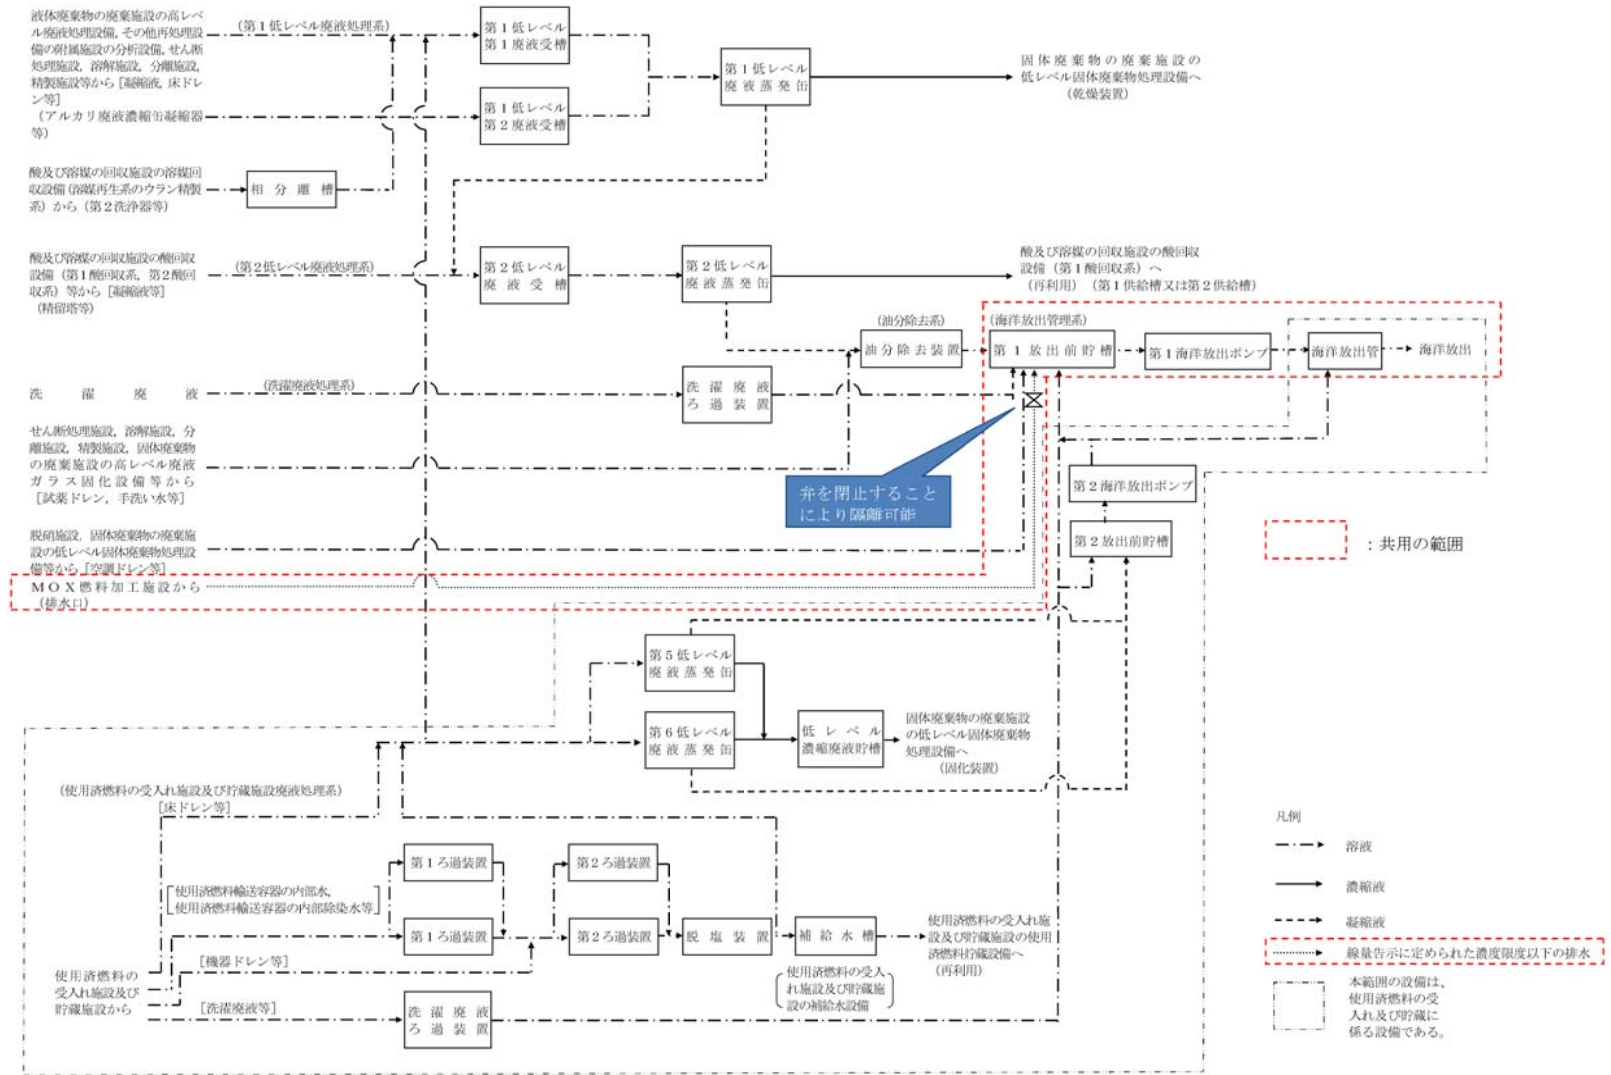 液体廃棄物の廃棄施設の高レベ
ル廃液処理設備, その他再処理設
備の附属施設の分析設備, せん断
処理施設, 溶解施設, 分離施設,
精製施設等から [凝縮液, 床ドレ
ン等]
(アルカリ廃液濃縮缶凝縮器
等)
(第1低レベル廃液処理系)
第1低レベル
第1廃液受槽
第1低レベル
第2廃液受槽
第1低レベル
廃液蒸発缶
固体廃棄物の廃棄施設の
低レベル固体廃棄物処理設備へ
(乾燥装置)
酸及び溶媒の回収施設の溶媒回
収設備 (溶媒再生系のウラン精製
系) から (第2洗浄器等)
相分離槽
酸及び溶媒の回収施設の酸回収
設備 (第1酸回収系, 第2酸回
収系) 等から [凝縮液等]
(精留塔等)
(第2低レベル廃液処理系)
第2低レベル
廃液受槽
第2低レベル
廃液蒸発缶
酸及び溶媒の回収施設の酸回収
設備 (第1酸回収系) へ
(再利用) (第1供給槽又は第2供給槽)
(油分除去系)
油分除去装置
(海洋放出管理系)
第1放出前貯槽
第1海洋放出ポンプ
海洋放出管
海洋放出
洗濯廃液
(洗濯廃液処理系)
洗濯廃液
ろ過装置
せん断処理施設, 溶解施設, 分
離施設, 精製施設, 固体廃棄物
の廃棄施設の高レベル廃液
ガラス固化設備等から
[試薬ドレン, 手洗い水等]
弁を閉止すること
により隔離可能
第2海洋放出ポンプ
第2放出前貯槽
脱硝施設, 固体廃棄物の廃棄施
設の低レベル固体廃棄物処理設
備等から [空調ドレン等]
MOX燃料加工施設から
(排水口)
:共用の範囲
第5低レベル
廃液蒸発缶
第6低レベル
廃液蒸発缶
低レベル
濃縮廃液貯槽
固体廃棄物の廃棄施設
の低レベル固体廃棄物
処理設備へ
(固化装置)
(使用済燃料の受入れ施設及び貯蔵施設廃液処理系)
[床ドレン等]
第1ろ過装置
第2ろ過装置
使用済燃料輸送容器の内部水,
使用済燃料輸送容器の内部除染水等
第1ろ過装置
第2ろ過装置
脱塩装置
補給水槽
使用済燃料の受入れ施
設及び貯蔵施設の使用
済燃料貯蔵設備へ
(再利用)
使用済燃料の受入
れ施設及び貯蔵施
設の補給水設備
[機器ドレン等]
使用済燃料の
受入れ施設及び
貯蔵施設から
[洗濯廃液等]
洗濯廃液
ろ過装置
凡例
溶液
濃縮液
凝縮液
線量告示に定められた濃度限度以下の排水
本範囲の設備は、
使用済燃料の受
入れ及び貯蔵に
係る設備である。